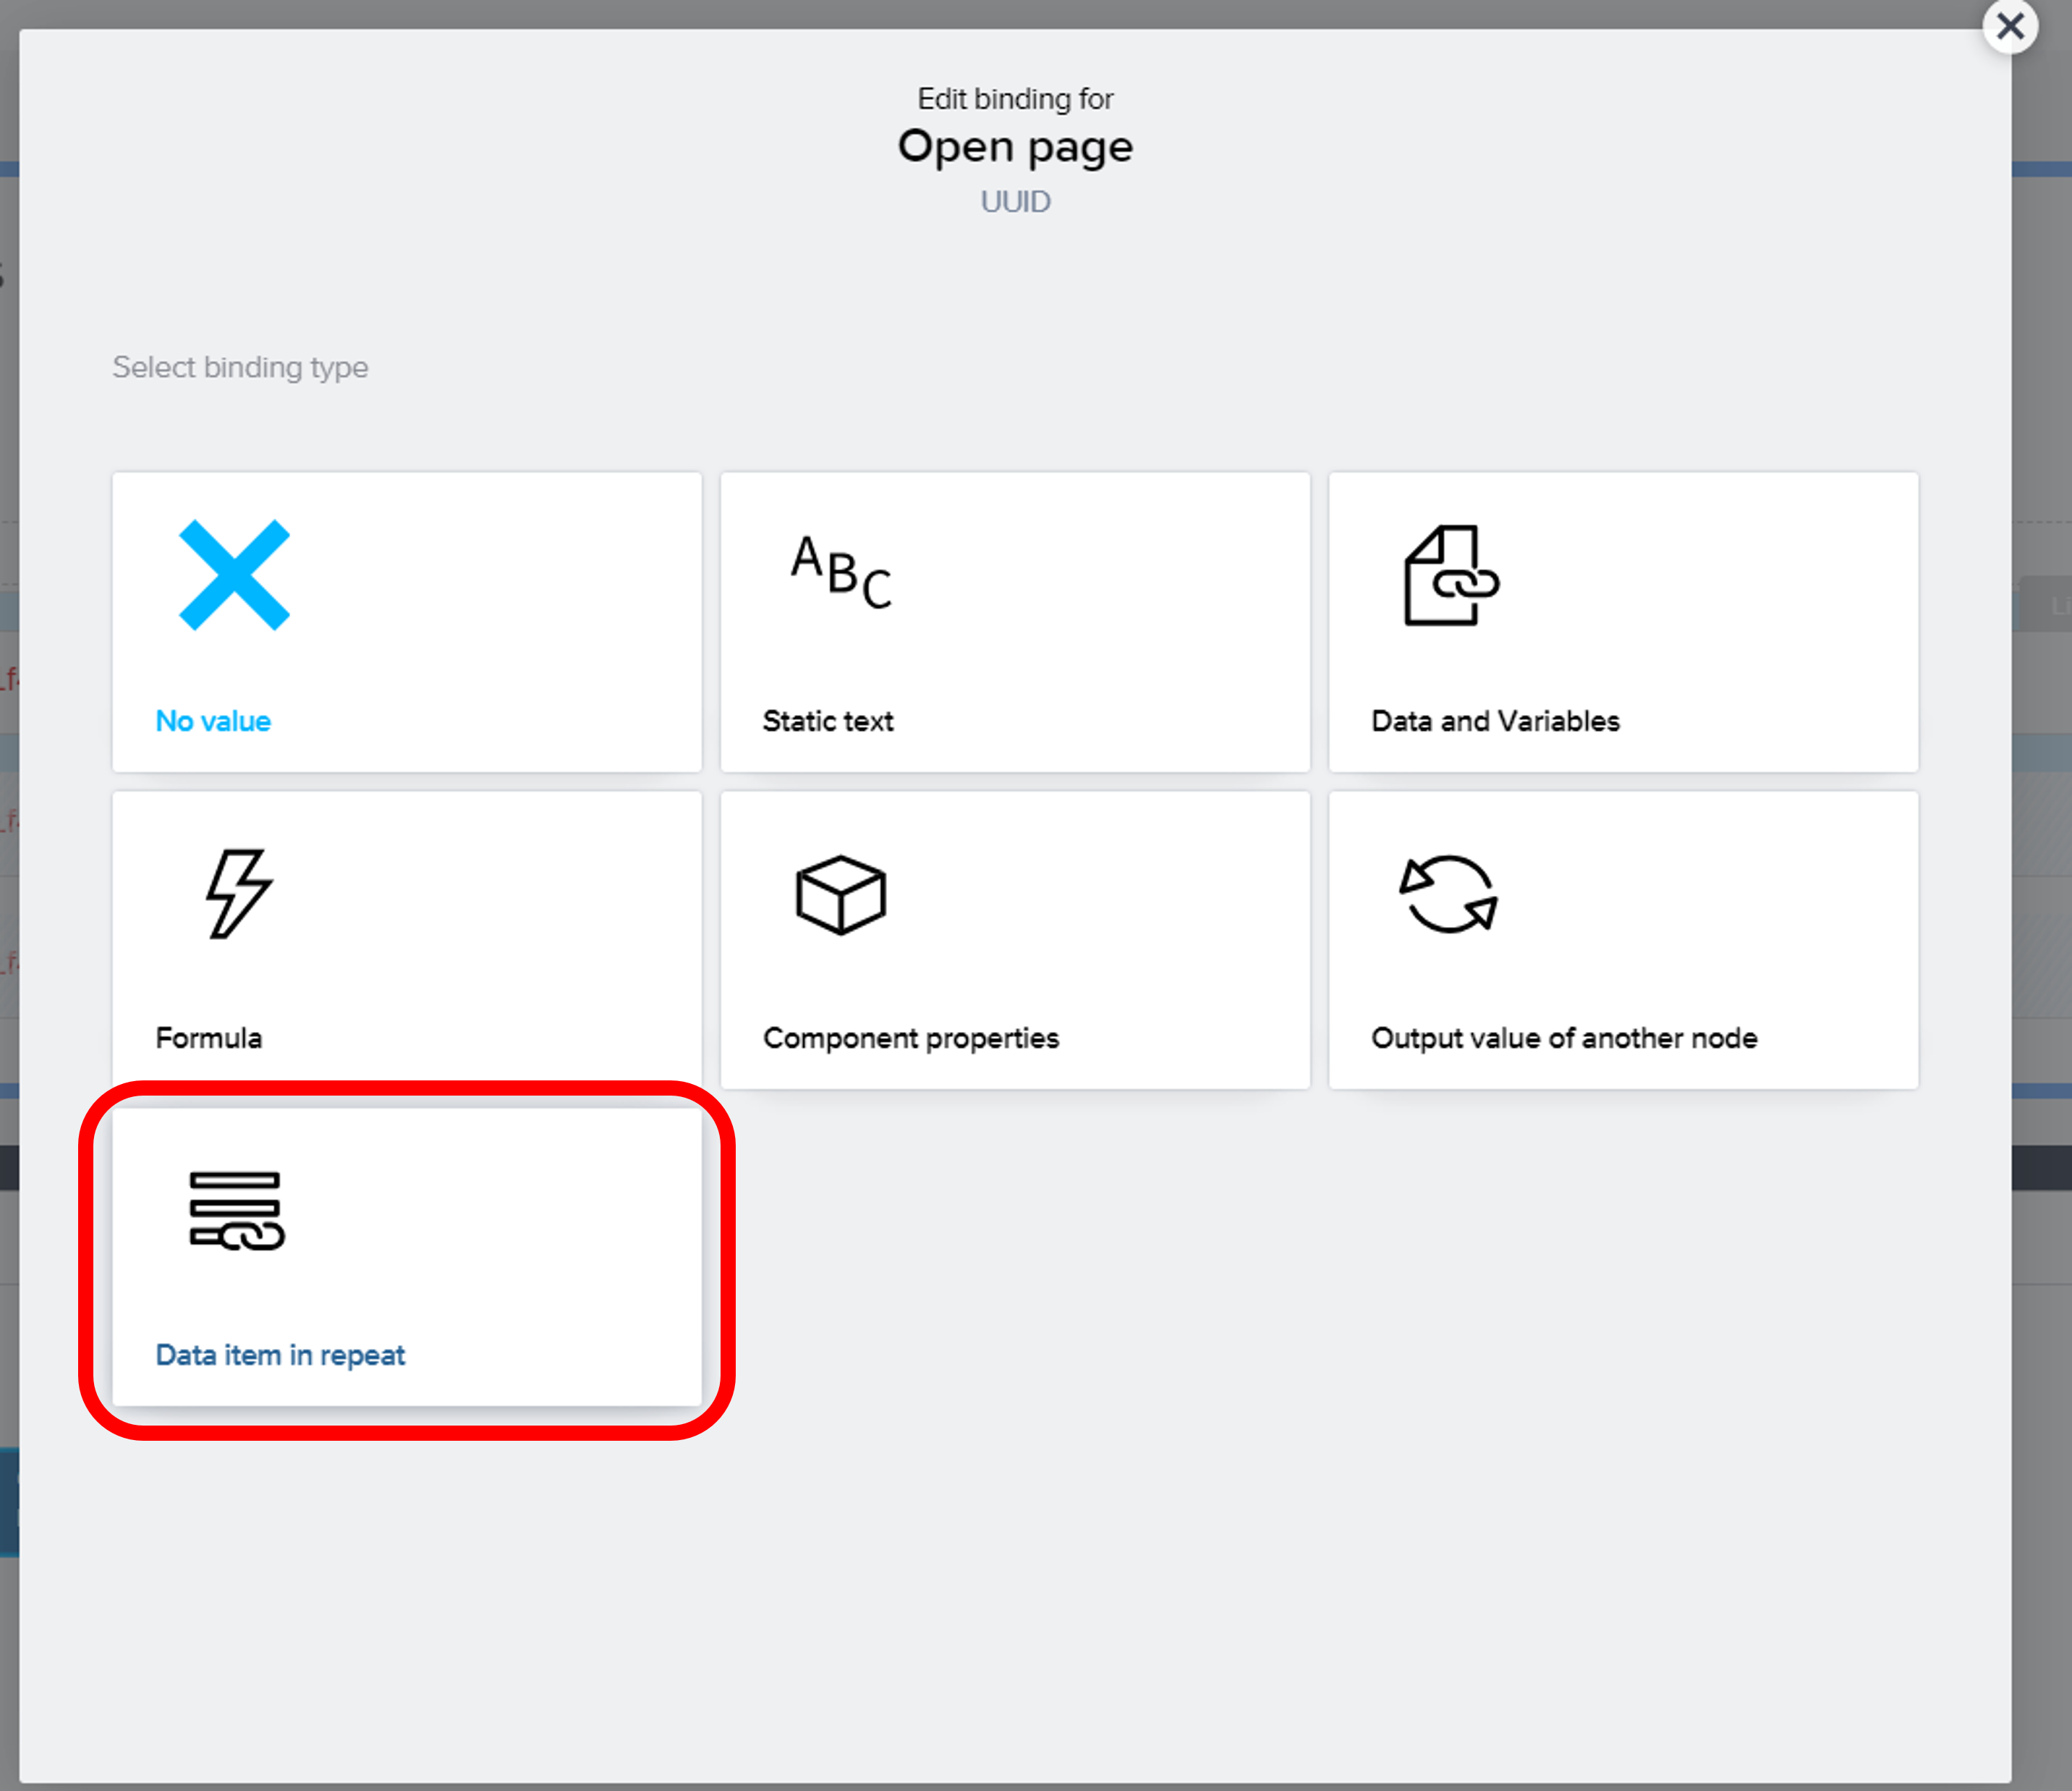 Edit binding for
Open page
UUID
Select binding type
No value
ABC
Static text
Data and Variables
Formula
Component properties
Output value of another node
Data item in repeat